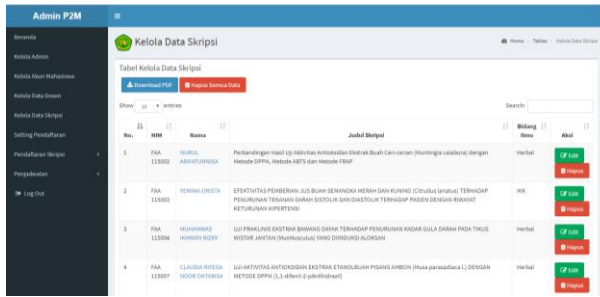 Admin P2M
Beranda
Kelola Admin
Kelola Akun Mahasiswa
Kelola Data Dosen
Kelola Data Skripsi
Setting Pendaftaran
Pendaftaran Skripsi
Penjadwalan
Log Out
Kelola Data Skripsi
Home Tables Kelola Data Skripsi
Tabel Kelola Data Skripsi
Download PDF Hapus Semua Data
Show 10 entries Search:
No. NIM Nama Judul Skripsi Bidang Ilmu Aksi
1 FAA 115002 NURUL ARIFATUNNISA Perbandingan Hasil Uji Aktivitas Antioksidan Ekstrak Buah Cen-cerian (Muntingia calabura) dengan Herbal Edit
Metode DPPH, Metode ABTS dan Metode FRAP Hapus
2 FAA 115003 YEMIMA ORISTA EFEKTIVITAS PEMBERIAN JUS BUAH SEMANGKA MERAH DAN KUNING (Citrullus lanatus) TERHADAP IKK Edit
PENURUNAN TEKANAN DARAH SISTOLIK DAN DIASTOLIK TERHADAP PASIEN DENGAN RIWAYAT Hapus
KETURUNAN HIPERTENSI
3 FAA 113004 MUHAMMAD IKHWAN RIZKY UJI PRAKLINIS EKSTRAK BAWANG DAYAK TERHADAP PENURUNAN KADAR GULA DARAH PADA TIKUS Herbal Edit
WISTAR JANTAN (Musmusculus) YANG DIINDUKSI ALOKSAN Hapus
4 FAA 115007 CLAUDIA RIPEGA NOOR OKTARISA UJI AKTIVITAS ANTIOKSIDAN EKSTRAK ETANOLBUAH PISANG AMBON (Musa paradisiaca L) DENGAN Herbal Edit
METODE DPPH (1,1-difenil-2-pikrilhidrazil) Hapus